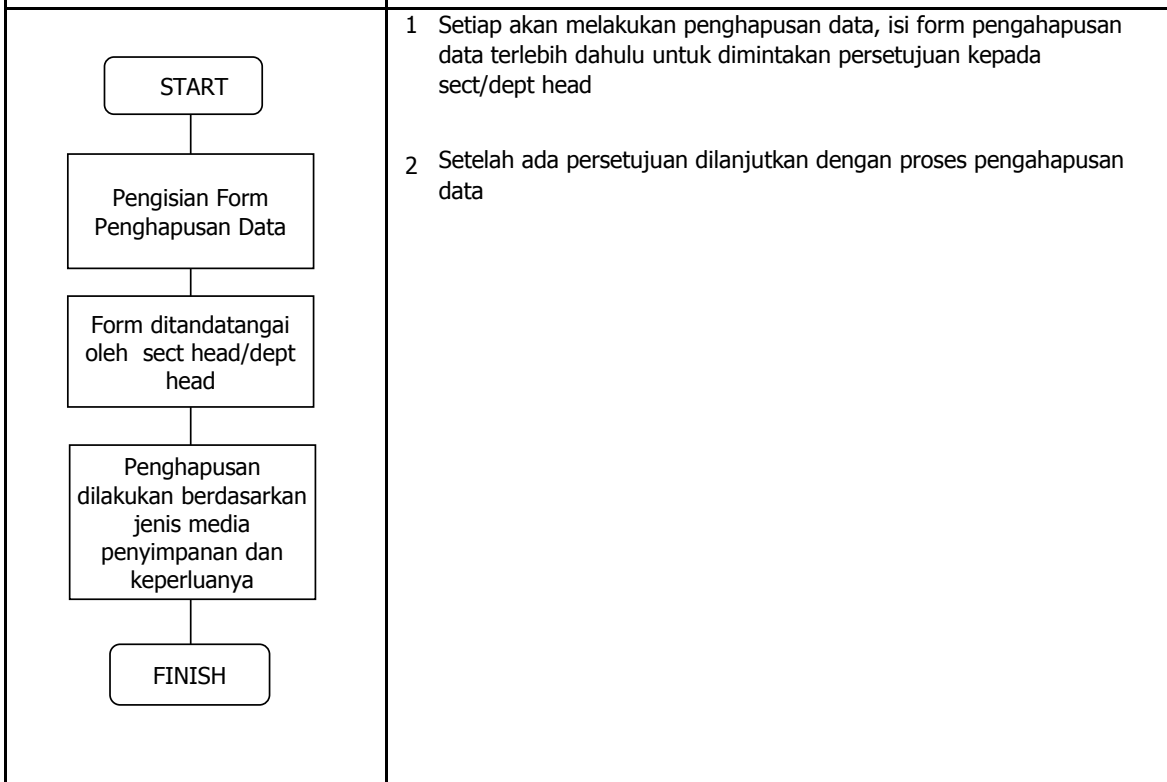 START
Pengisian Form
Penghapusan Data
Form ditandatangai
oleh sect head/dept
head
Penghapusan
dilakukan berdasarkan
jenis media
penyimpanan dan
keperluanya
FINISH
1 Setiap akan melakukan penghapusan data, isi form pengahapusan
data terlebih dahulu untuk dimintakan persetujuan kepada
sect/dept head
2 Setelah ada persetujuan dilanjutkan dengan proses pengahapusan
data